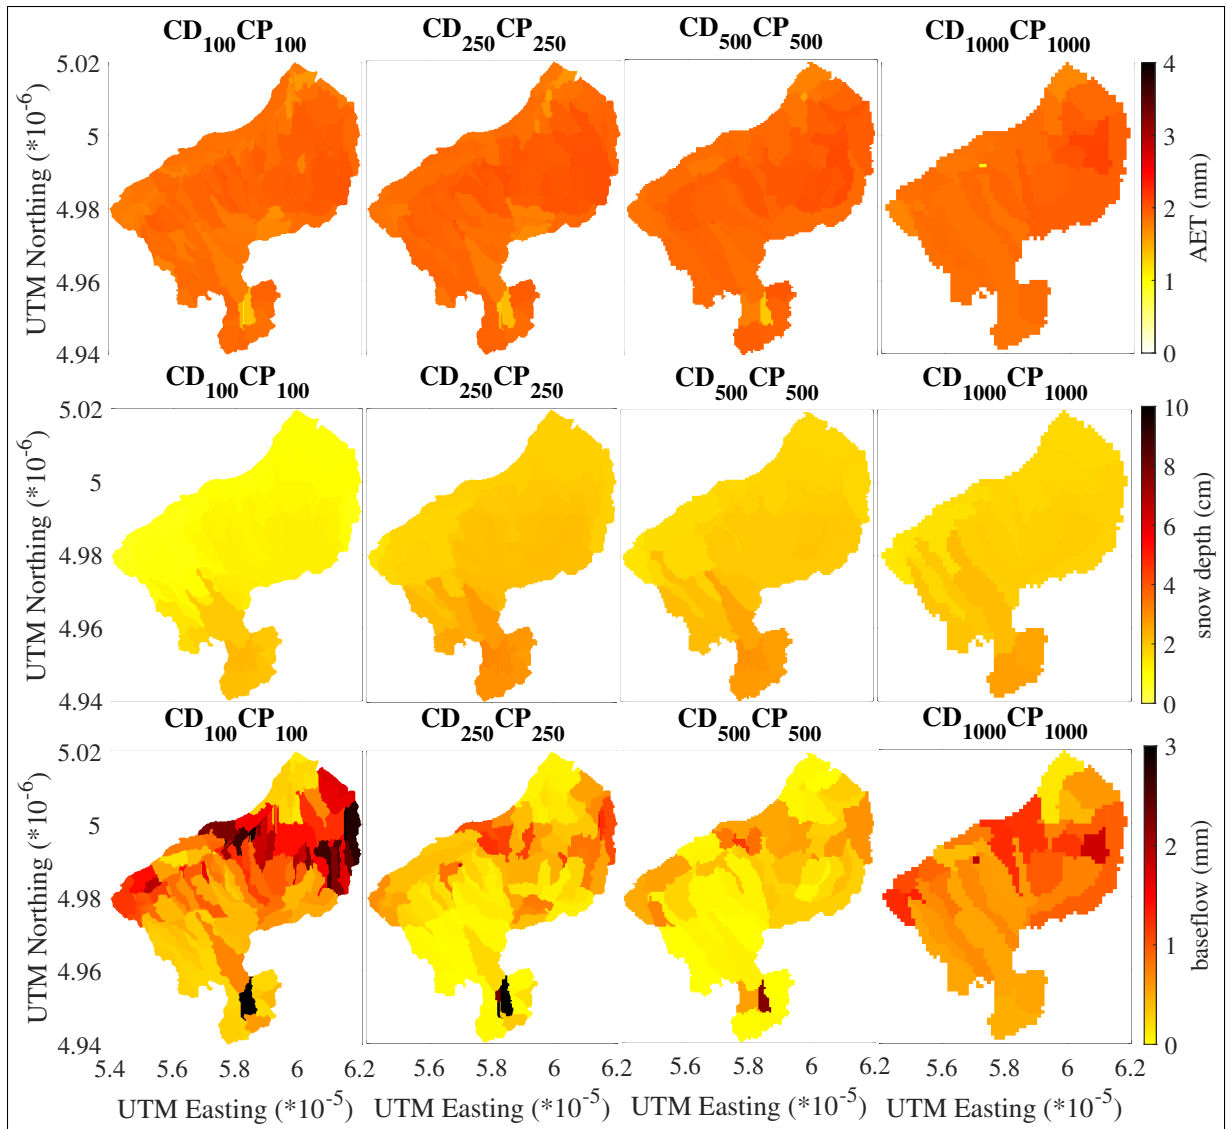 CD100CP100 CD250CP250 CD500CP500 CD1000CP1000
5.02
5
4.98
4.96
4.94
UTM Northing (*10-6)
4
3
2
1
0
AET (mm)
CD100CP100 CD250CP250 CD500CP500 CD1000CP1000
5.02
5
4.98
4.96
4.94
UTM Northing (*10-6)
10
8
6
4
2
0
snow depth (cm)
CD100CP100 CD250CP250 CD500CP500 CD1000CP1000
5.02
5
4.98
4.96
4.94
UTM Northing (*10-6)
3
2
1
0
baseflow (mm)
5.4 5.6 5.8 6 6.2 5.6 5.8 6 6.2 5.6 5.8 6 6.2 5.6 5.8 6 6.2
UTM Easting (*10-5) UTM Easting (*10-5) UTM Easting (*10-5) UTM Easting (*10-5)